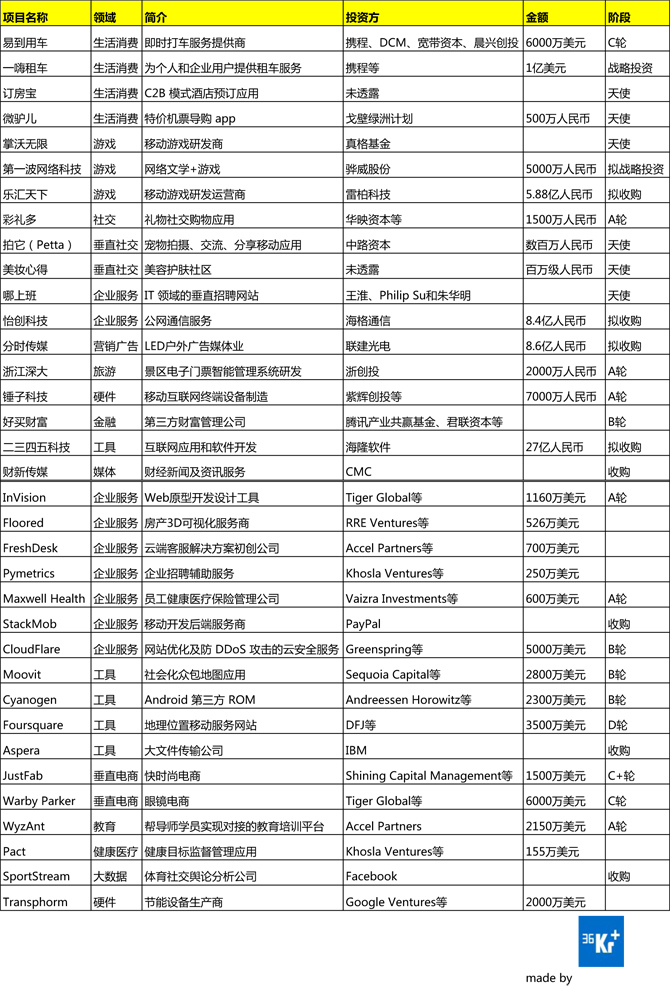 项目名称 领域 简介 投资方 金额 阶段
易到用车 生活消费 即时打车服务提供商 携程、DCM、宽带资本、晨兴创投 6000万美元 C轮
一嗨租车 生活消费 为个人和企业用户提供租车服务 携程等 1亿美元 战略投资
订房宝 生活消费 C2B 模式酒店预订应用 未透露 天使
微驴儿 生活消费 特价机票导购 app 戈壁绿洲计划 500万人民币 天使
掌沃无限 游戏 移动游戏研发商 真格基金 天使
第一波网络科技 游戏 网络文学+游戏 骅威股份 5000万人民币 拟战略投资
乐汇天下 游戏 移动游戏研发运营商 雷柏科技 5.88亿人民币 拟收购
彩礼多 社交 礼物社交购物应用 华映资本等 1500万人民币 A轮
拍它（Petta） 垂直社交 宠物拍摄、交流、分享移动应用 中路资本 数百万人民币 天使
美妆心得 垂直社交 美容护肤社区 未透露 百万级人民币 天使
哪上班 企业服务 IT 领域的垂直招聘网站 王淮、Philip Su和朱华明 天使
怡创科技 企业服务 公网通信服务 海格通信 8.4亿人民币 拟收购
分时传媒 营销广告 LED户外广告媒体业 联建光电 8.6亿人民币 拟收购
浙江深大 旅游 景区电子门票智能管理系统研发 浙创投 2000万人民币 A轮
锤子科技 硬件 移动互联网终端设备制造 紫辉创投等 7000万人民币 A轮
好买财富 金融 第三方财富管理公司 腾讯产业共赢基金、君联资本等 B轮
二三四五科技 工具 互联网应用和软件开发 海隆软件 27亿人民币 拟收购
财新传媒 媒体 财经新闻及资讯服务 CMC 收购
InVision 企业服务 Web原型开发设计工具 Tiger Global等 1160万美元 A轮
Floored 企业服务 房产3D可视化服务商 RRE Ventures等 526万美元
FreshDesk 企业服务 云端客服解决方案初创公司 Accel Partners等 700万美元
Pymetrics 企业服务 企业招聘辅助服务 Khosla Ventures等 250万美元
Maxwell Health 企业服务 员工健康医疗保险管理公司 Vaizra Investments等 600万美元 A轮
StackMob 企业服务 移动开发后端服务商 PayPal 收购
CloudFlare 企业服务 网站优化及防 DDoS 攻击的云安全服务 Greenspring等 5000万美元 B轮
Moovit 工具 社会化众包地图应用 Sequoia Capital等 2800万美元 B轮
Cyanogen 工具 Android 第三方 ROM Andreessen Horowitz等 2300万美元 B轮
Foursquare 工具 地理位置移动服务网站 DFJ等 3500万美元 D轮
Aspera 工具 大文件传输公司 IBM 收购
JustFab 垂直电商 快时尚电商 Shining Capital Management等 1500万美元 C+轮
Warby Parker 垂直电商 眼镜电商 Tiger Global等 6000万美元 C轮
WyzAnt 教育 帮导师学员实现对接的教育培训平台 Accel Partners 2150万美元 A轮
Pact 健康医疗 健康目标监督管理应用 Khosla Ventures等 155万美元
SportStream 大数据 体育社交舆论分析公司 Facebook 收购
Transphorm 硬件 节能设备生产商 Google Ventures等 2000万美元
36Kr+
made by